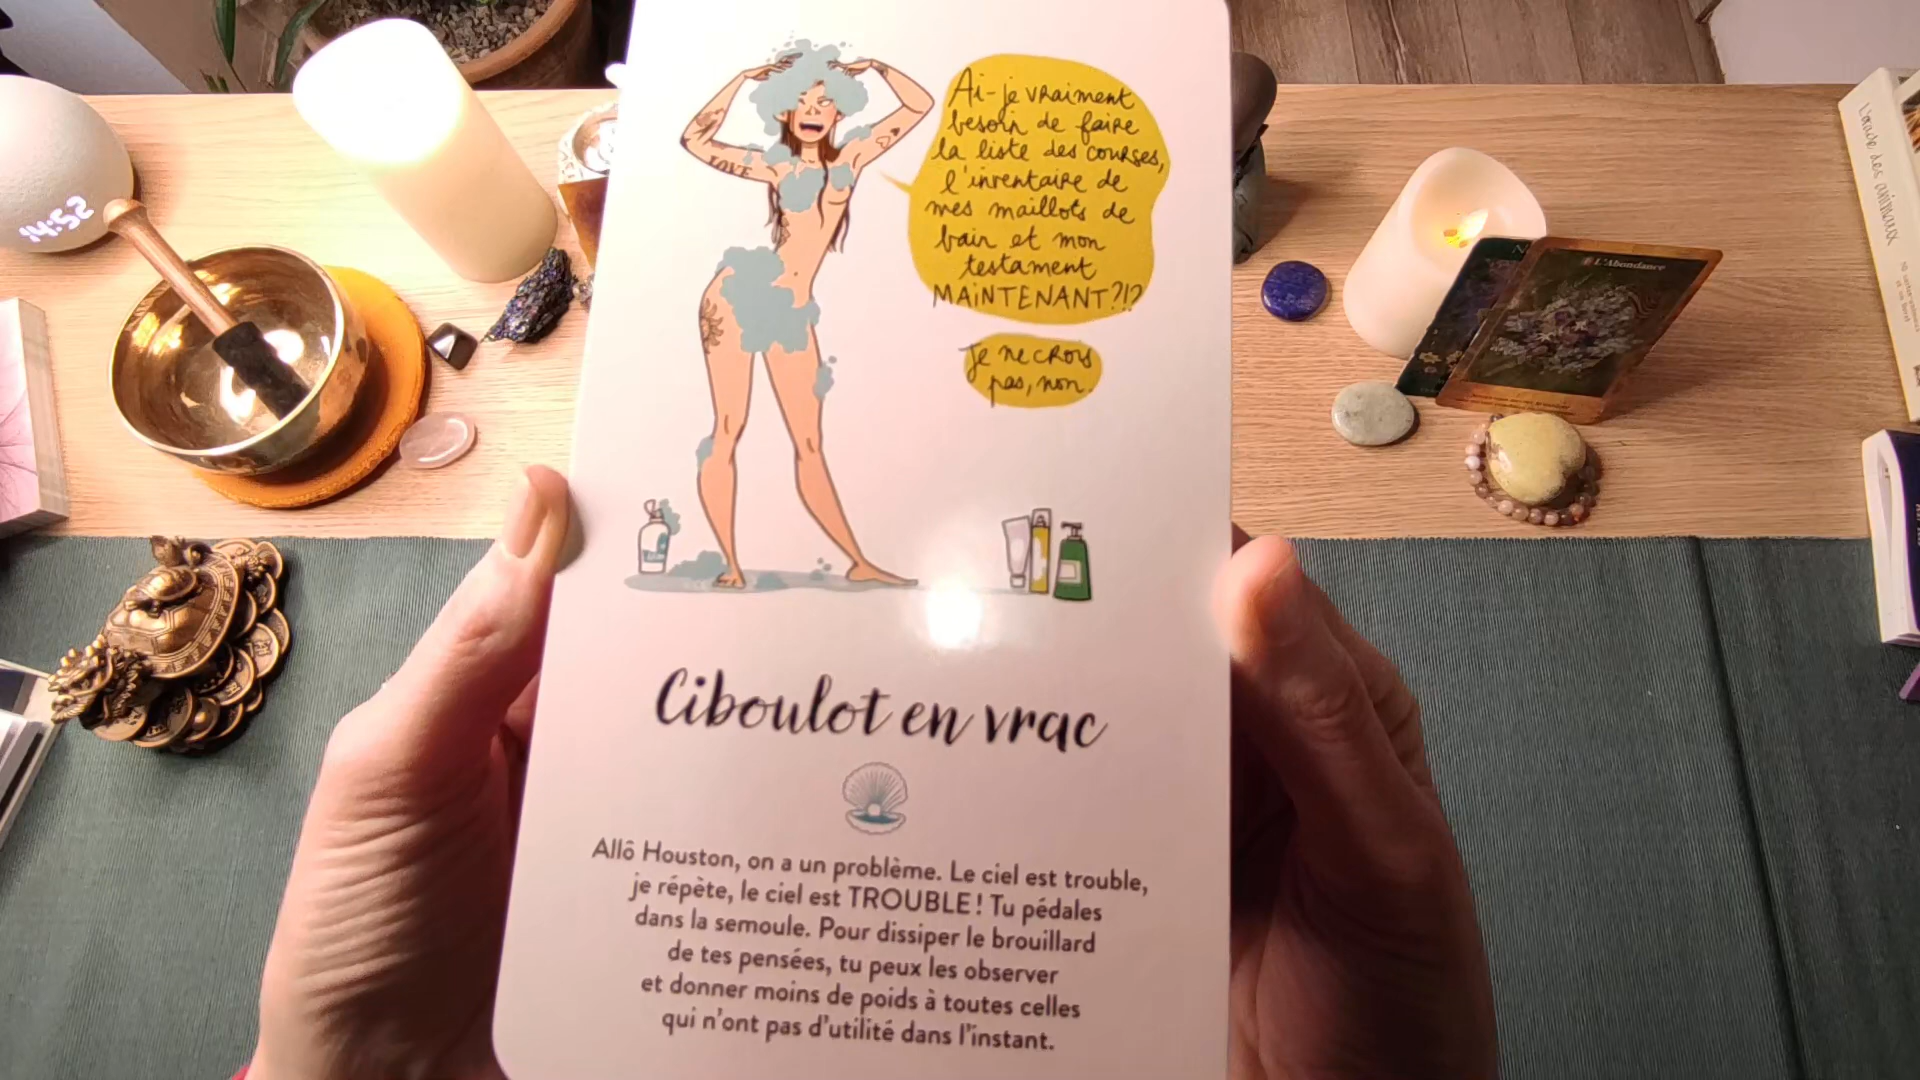 Ai-je vraiment
besoin de faire
la liste des courses,
l'inventaire de
mes maillots de
bain et mon
testament
MAINTENANT?!?
Je ne crois
pas, non.
LOVE
Ciboulot en vrac
Allô Houston, on a un problème. Le ciel est trouble,
je répète, le ciel est TROUBLE ! Tu pédales
dans la semoule. Pour dissiper le brouillard
de tes pensées, tu peux les observer
et donner moins de poids à toutes celles
qui n'ont pas d'utilité dans l'instant.
14:52
L'Abondance
L'oracle des animaux